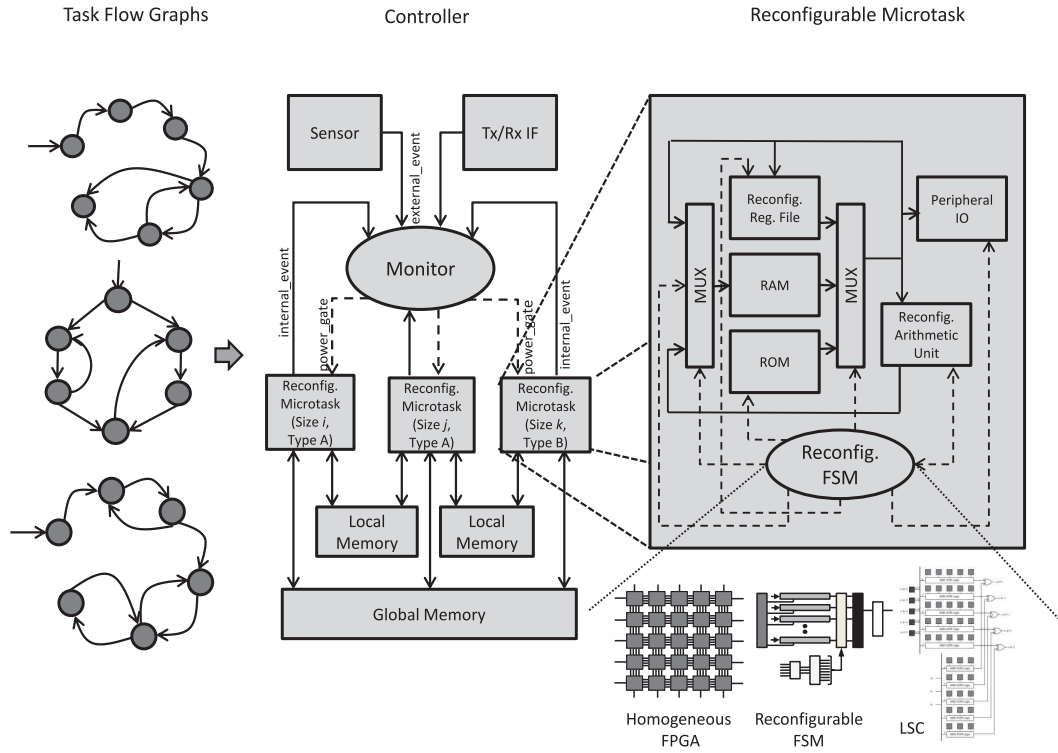 Task Flow Graphs
Controller
Reconfigurable Microtask
Sensor
Tx/Rx IF
external_event
internal_event
internal_event
Monitor
power_gate
power_gate
Reconfig.
Microtask
(Size i,
Type A)
Reconfig.
Microtask
(Size j,
Type A)
Reconfig.
Microtask
(Size k,
Type B)
Local
Memory
Local
Memory
Global Memory
Reconfig.
Reg. File
Peripheral
IO
MUX
RAM
MUX
Reconfig.
Arithmetic
Unit
ROM
Reconfig.
FSM
Homogeneous
FPGA
Reconfigurable
FSM
LSC